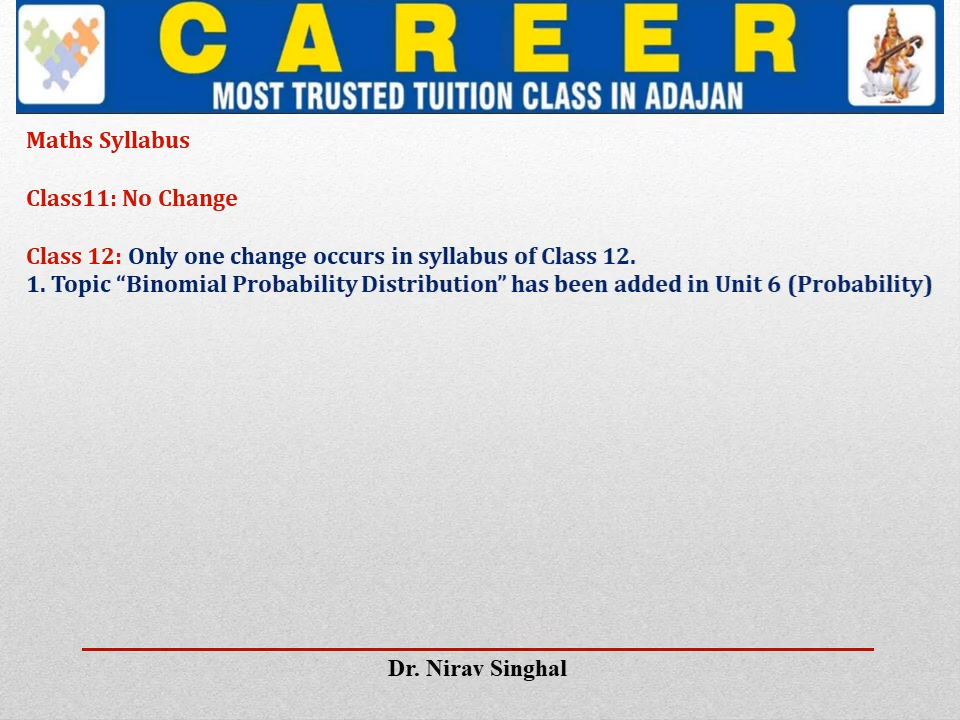 CAREER
MOST TRUSTED TUITION CLASS IN ADAJAN
Maths Syllabus
Class11: No Change
Class 12: Only one change occurs in syllabus of Class 12.
1. Topic “Binomial Probability Distribution” has been added in Unit 6 (Probability)
Dr. Nirav Singhal